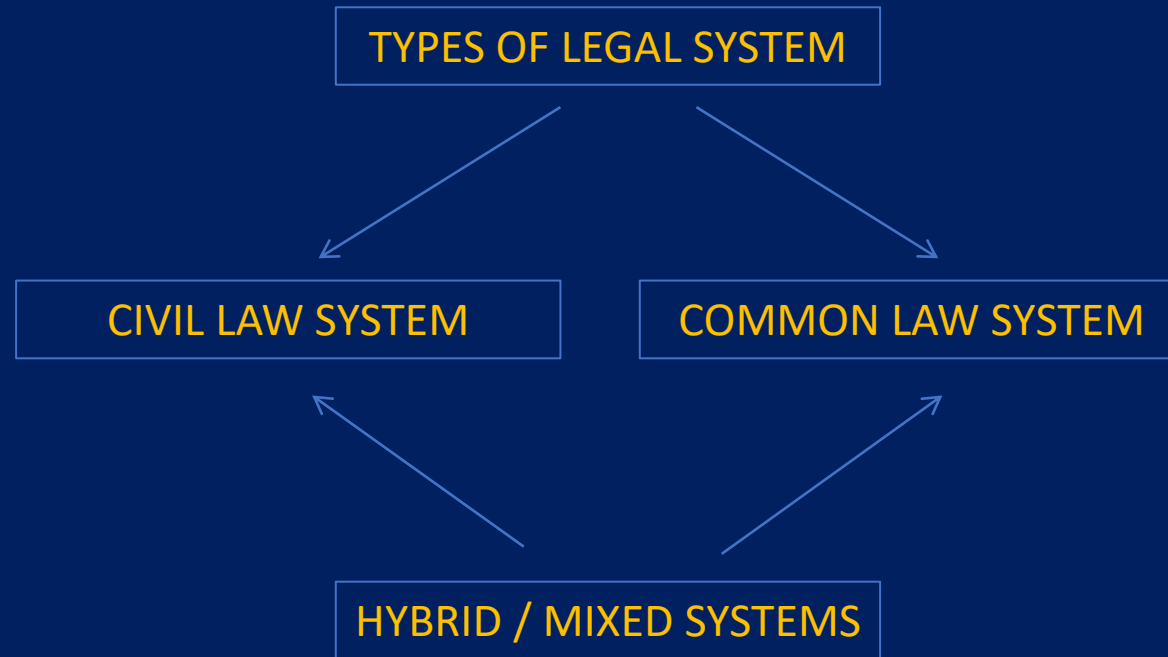 TYPES OF LEGAL SYSTEM
CIVIL LAW SYSTEM
COMMON LAW SYSTEM
HYBRID / MIXED SYSTEMS